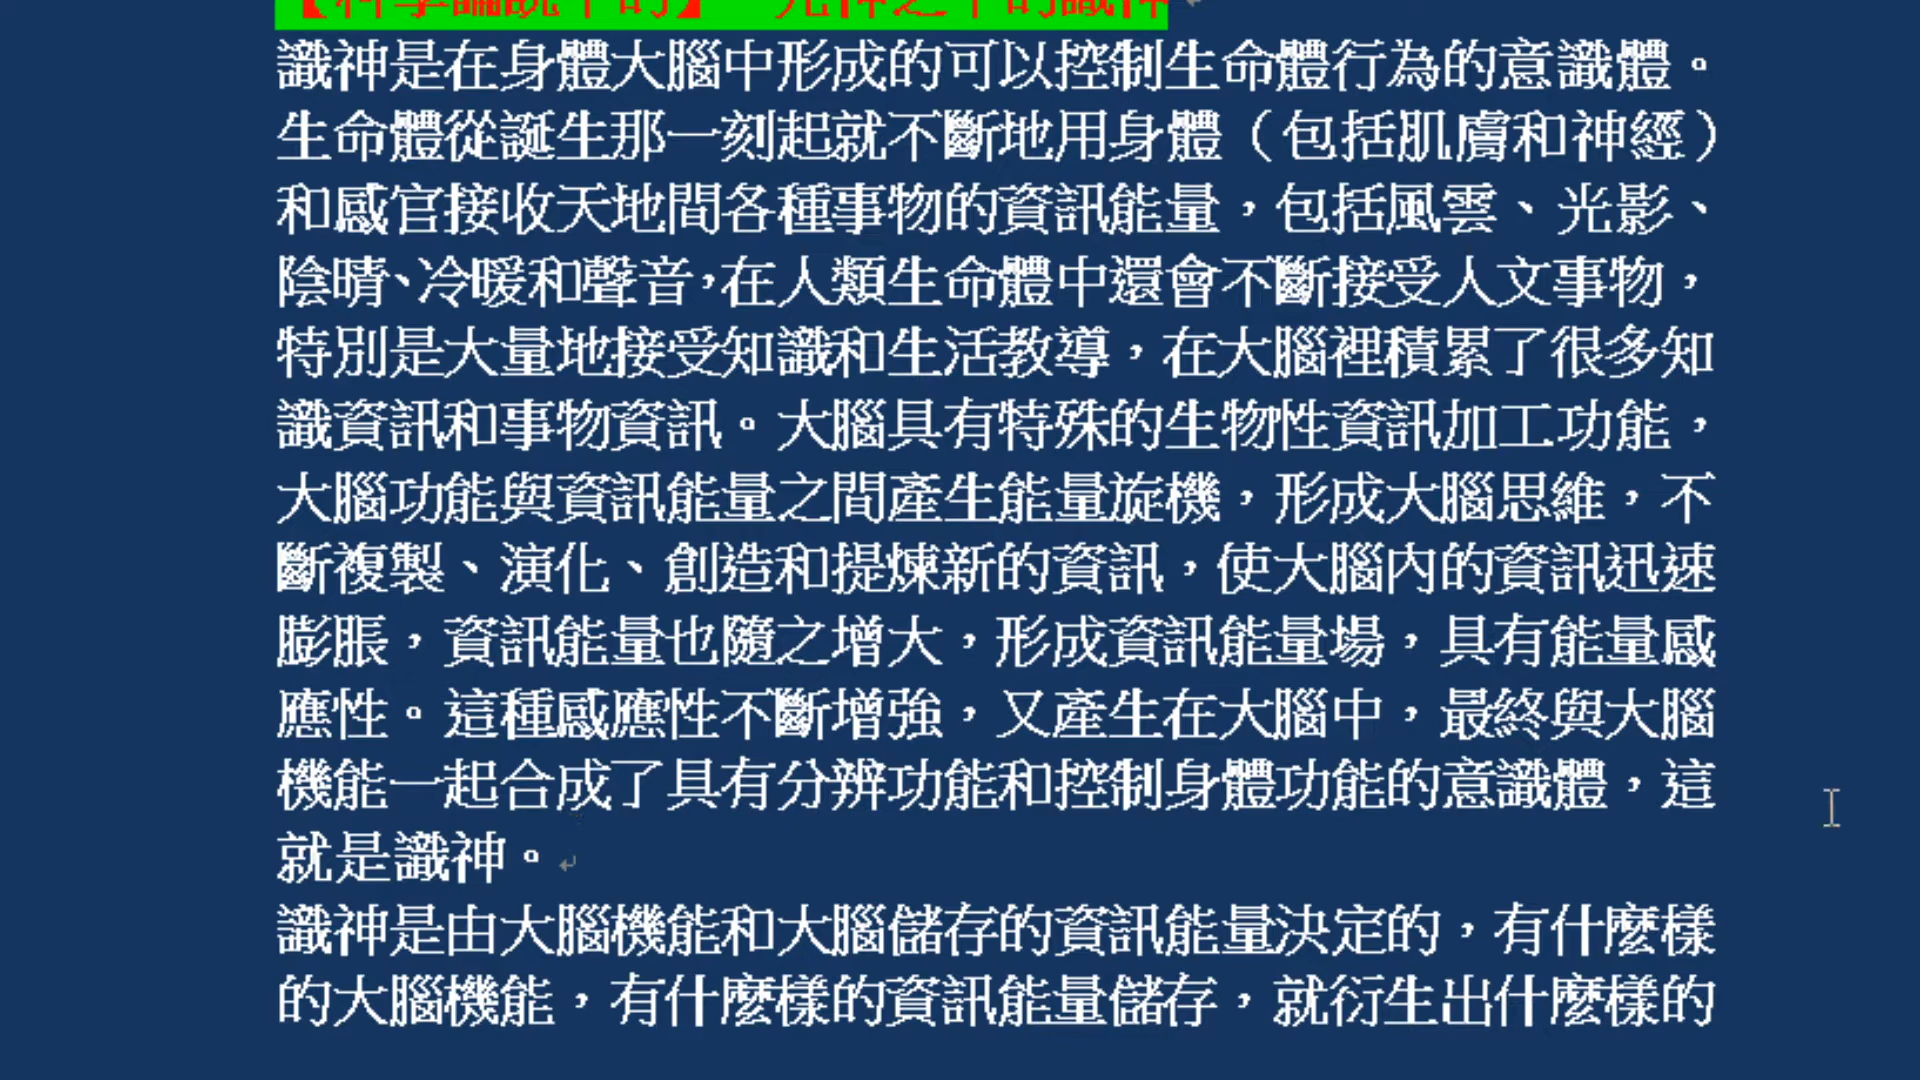 識神是在身體大腦中形成的可以控制生命體行為的意識體。
生命體從誕生那一刻起就不斷地用身體（包括肌膚和神經）
和感官接收天地間各種事物的資訊能量，包括風雲、光影、
陰晴、冷暖和聲音，在人類生命體中還會不斷接受人文事物，
特別是大量地接受知識和生活教導，在大腦裡積累了很多知
識資訊和事物資訊。大腦具有特殊的生物性資訊加工功能，
大腦功能與資訊能量之間產生能量旋機，形成大腦思維，不
斷複製、演化、創造和提煉新的資訊，使大腦內的資訊迅速
膨脹，資訊能量也隨之增大，形成資訊能量場，具有能量感
應性。這種感應性不斷增強，又產生在大腦中，最終與大腦
機能一起合成了具有分辨功能和控制身體功能的意識體，這
就是識神。
識神是由大腦機能和大腦儲存的資訊能量決定的，有什麼樣
的大腦機能，有什麼樣的資訊能量儲存，就衍生出什麼樣的